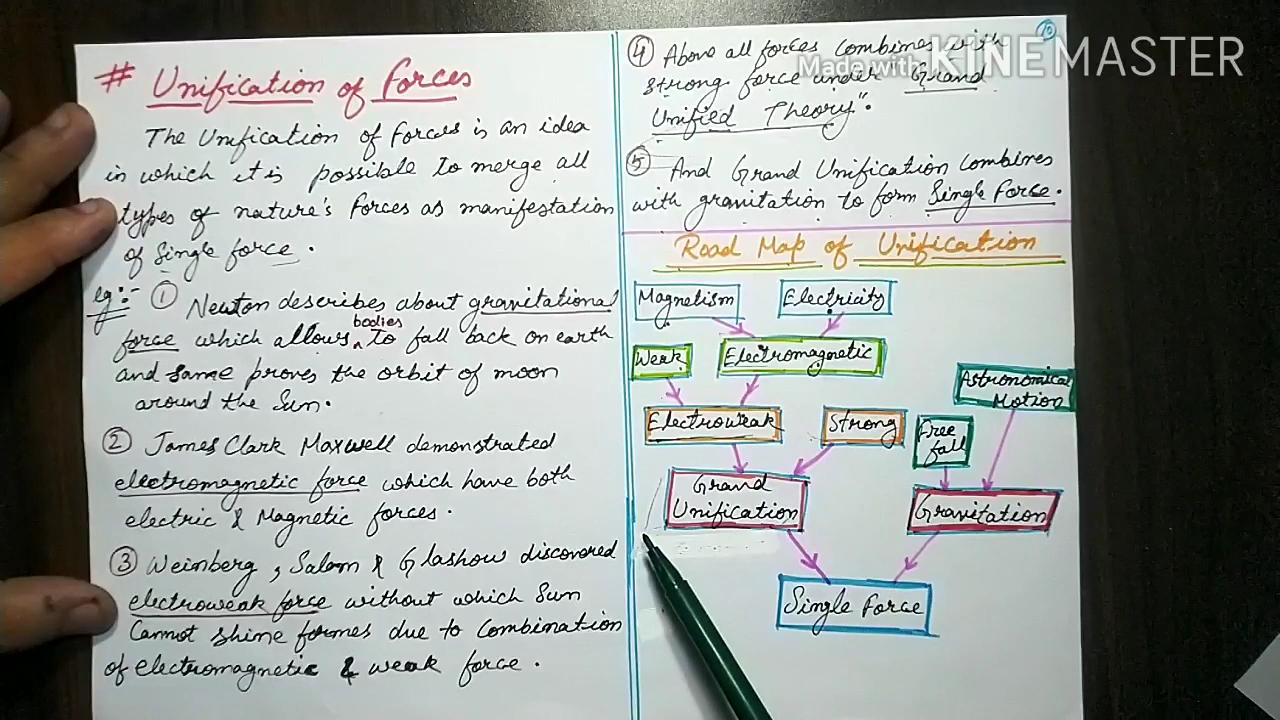 # Unification of Forces
The Unification of Forces is an idea
in which it is possible to merge all
types of nature's forces as manifestation
of Single force.
eg:- ① Newton describes about gravitational
force which allows bodies to fall back on earth
and same proves the orbit of moon
around the Sun.
② James Clark Maxwell demonstrated
electromagnetic force which have both
electric & Magnetic forces.
③ Weinberg, Salam & Glashow discovered
electroweak force without which Sun
Cannot shine formes due to Combination
of electromagnetic & weak force.
10
④ Above all forces Combines with
strong force under "Grand
Unified Theory".
⑤ And Grand Unification Combines
with gravitation to form Single Force.
Road Map of Unification
Magnetism Electricity
Weak Electromagnetic
Astronomical
Motion
Electroweak Strong
Free
fall
Grand
Unification
Gravitation
Single Force
Made with KINEMASTER